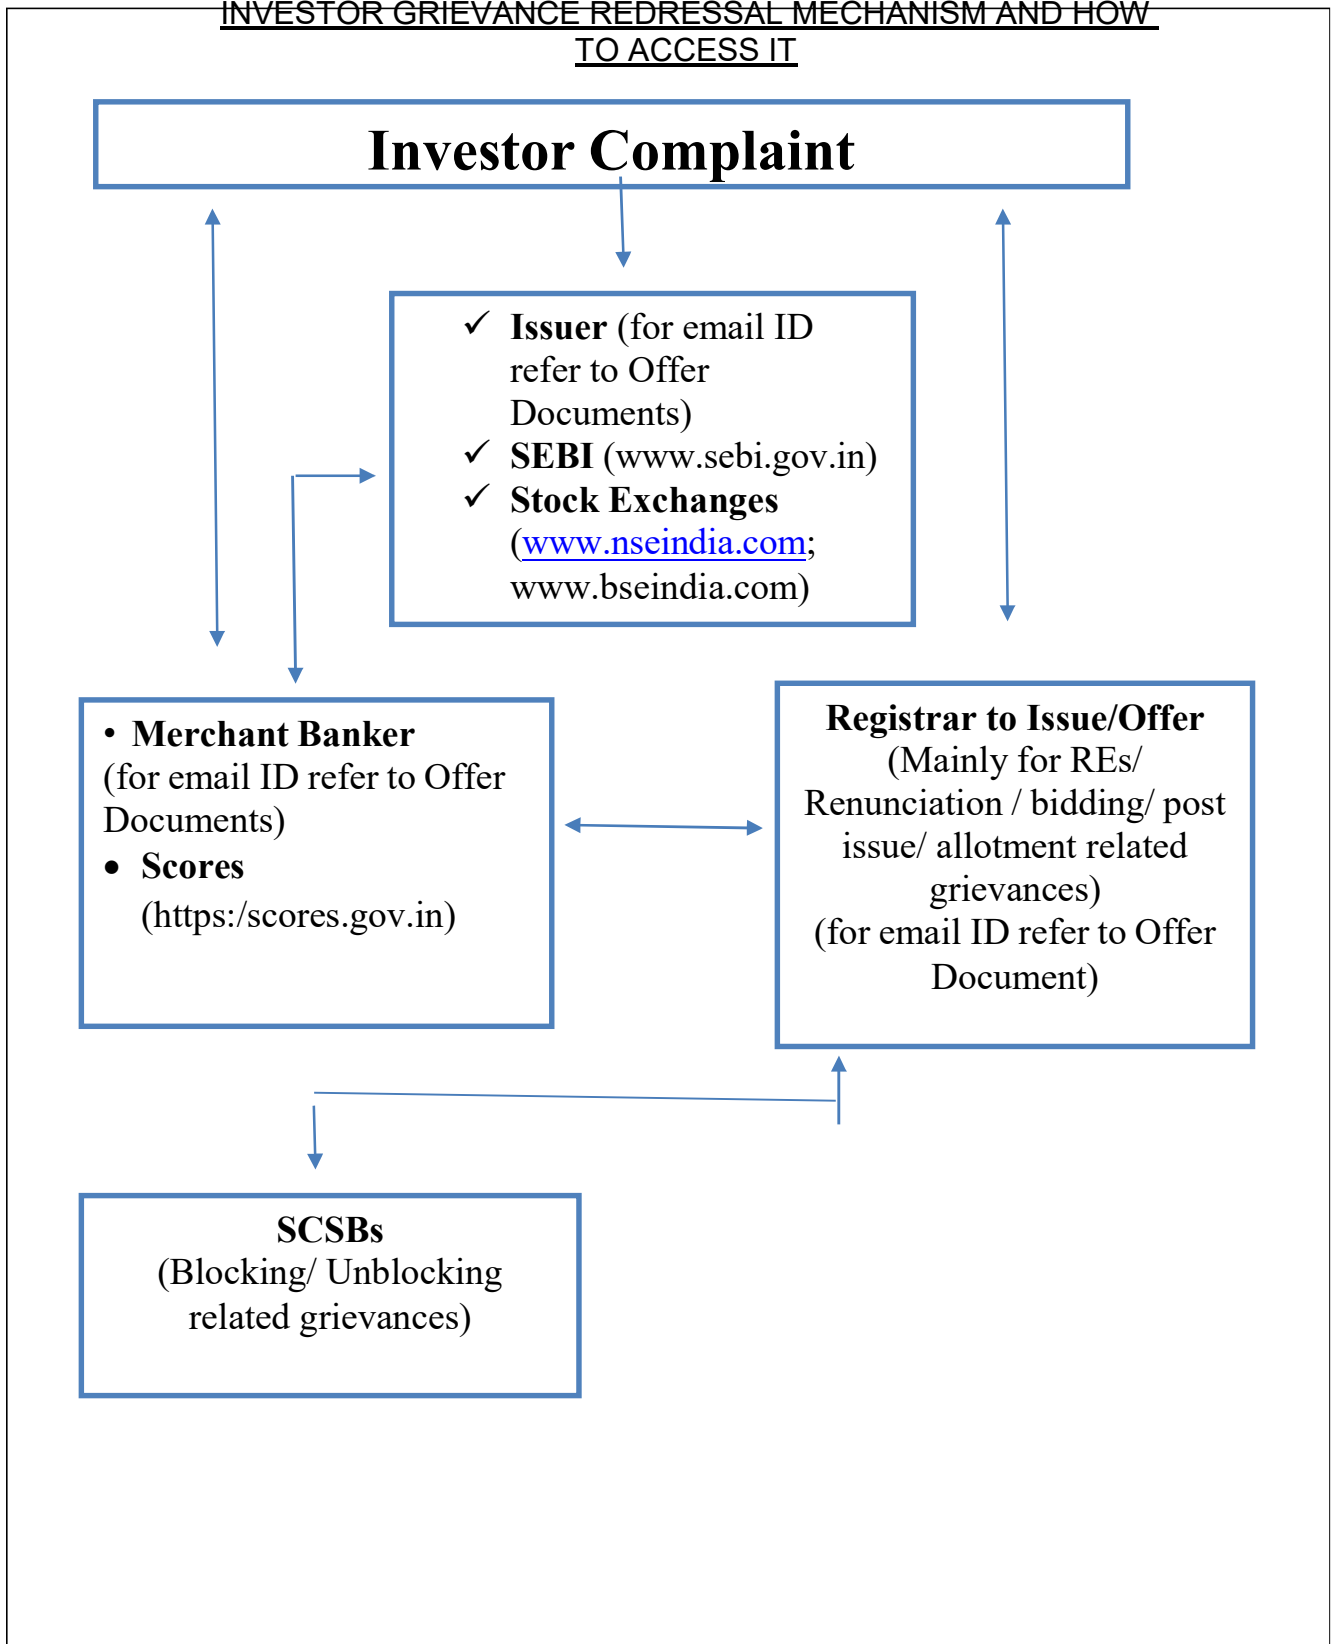 INVESTOR GRIEVANCE REDRESSAL MECHANISM AND HOW
TO ACCESS IT
Investor Complaint
✓ Issuer (for email ID
refer to Offer
Documents)
✓ SEBI (www.sebi.gov.in)
✓ Stock Exchanges
(www.nseindia.com;
www.bseindia.com)
• Merchant Banker
(for email ID refer to Offer
Documents)
• Scores
(https:/scores.gov.in)
Registrar to Issue/Offer
(Mainly for REs/
Renunciation / bidding/ post
issue/ allotment related
grievances)
(for email ID refer to Offer
Document)
SCSBs
(Blocking/ Unblocking
related grievances)